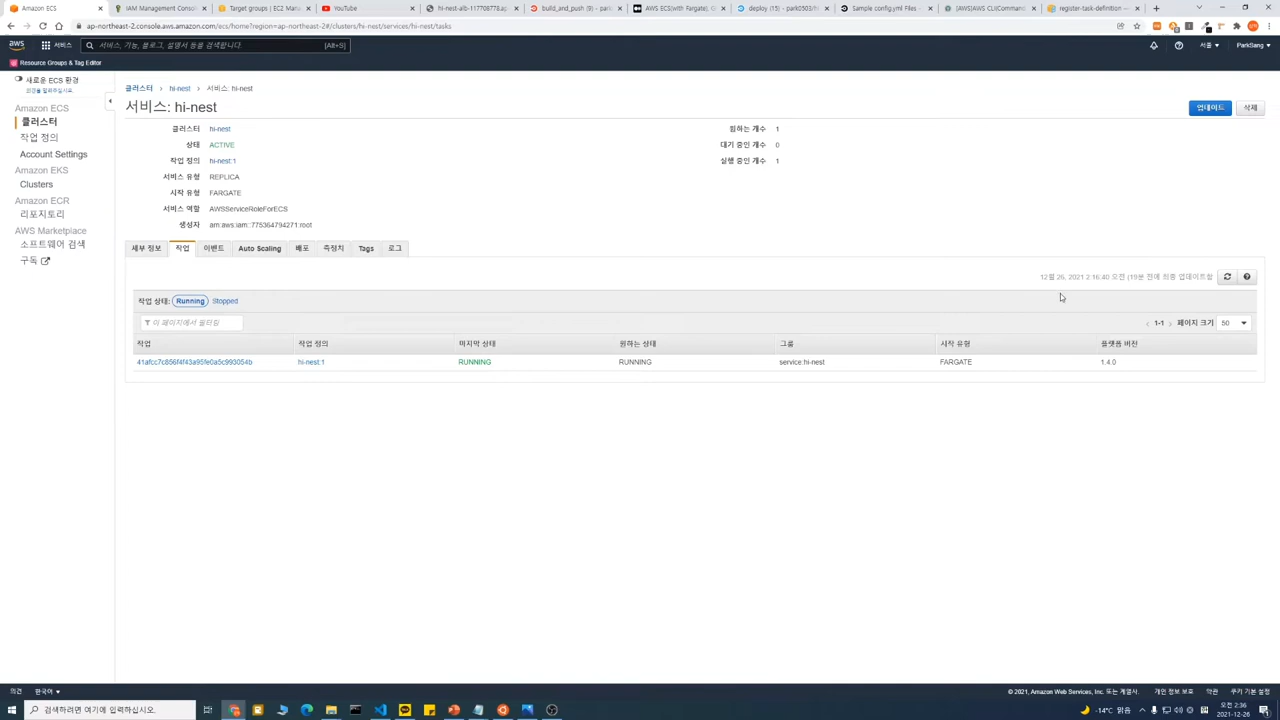 Amazon ECS
IAM Management Conso
Target groups | EC2 Mana
YouTube
hi-nest-alb-1177087778.ap
build_and_push (9) - park
AWS ECS(with Fargate, G
deploy (15) - park0503/hi
Sample config.yml Files -
[AWS]AWS CLI(Command
register-task-definition —
ap-northeast-2.console.aws.amazon.com/ecs/home?region=ap-northeast-2#/clusters/hi-nest/services/hi-nest/tasks
aws
서비스
서비스, 기능, 블로그, 설명서 등을 검색합니다.
[Alt+S]
서울
ParkSang
Resource Groups & Tag Editor
새로운 ECS 환경
Amazon ECS
클러스터
작업 정의
Account Settings
Amazon EKS
Clusters
Amazon ECR
리포지토리
AWS Marketplace
소프트웨어 검색
구독
클러스터 > hi-nest > 서비스: hi-nest
서비스: hi-nest
업데이트 삭제
클러스터 hi-nest
상태 ACTIVE
작업 정의 hi-nest:1
서비스 유형 REPLICA
시작 유형 FARGATE
서비스 역할 AWSServiceRoleForECS
생성자 arn:aws:iam::775364794271:root
원하는 개수 1
대기 중인 개수 0
실행 중인 개수 1
세부 정보 작업 이벤트 Auto Scaling 배포 측정치 Tags 로그
12월 26, 2021 2:16:40 오전 (19분 전에 최종 업데이트함
작업 상태: Running Stopped
이 페이지에서 필터링
1-1 페이지 크기 50
작업 작업 정의 마지막 상태 원하는 상태 그룹 시작 유형 플랫폼 버전
41afcc7c856f4f43a95fe0a5c993054b hi-nest:1 RUNNING RUNNING service:hi-nest FARGATE 1.4.0
의견 한국어
© 2021, Amazon Web Services, Inc. 또는 계열사. 개인 정보 보호 약관 쿠키 기본 설정
검색하려면 여기에 입력하십시오.
-14°C 맑음
오전 2:36
2021-12-26